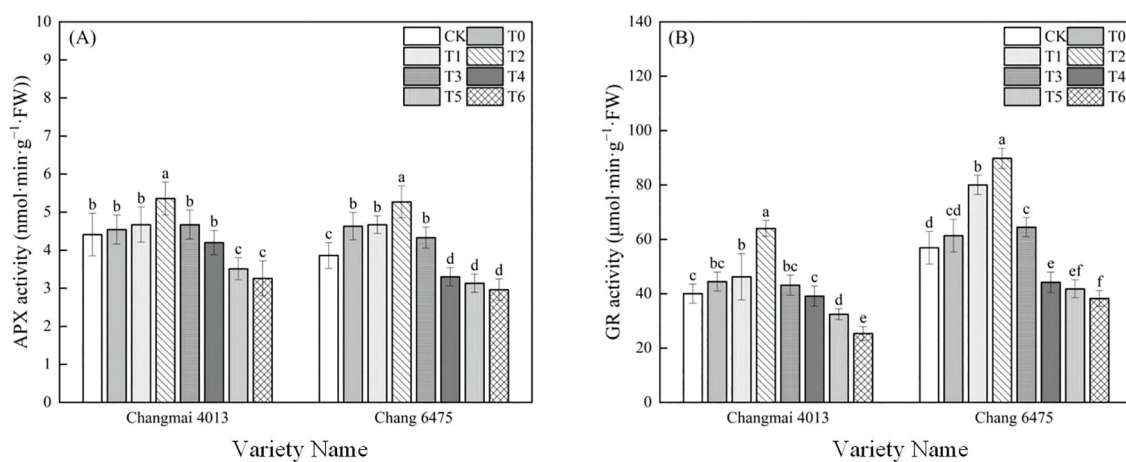 (A)
CK T0
T1 T2
T3 T4
T5 T6
APX activity (nmol·min·g⁻¹·FW))
10
9
8
7
6
5
4
3
2
1
0
b b b a b b c c
c b b a b d d d
Changmai 4013 Chang 6475
Variety Name
(B)
CK T0
T1 T2
T3 T4
T5 T6
GR activity (μmol·min·g⁻¹·FW)
140
120
100
80
60
40
20
0
c bc b a bc c d e
d cd b a c e ef f
Changmai 4013 Chang 6475
Variety Name